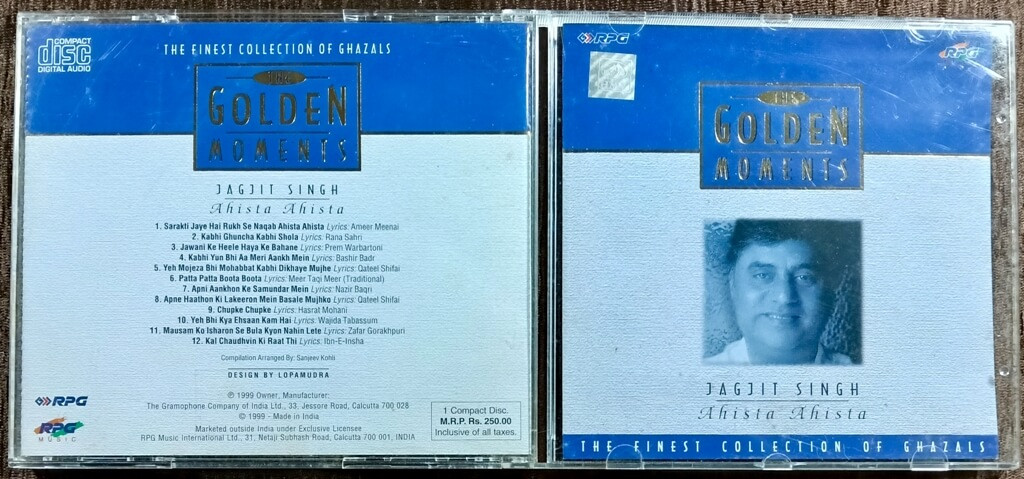 COMPACT
disc
DIGITAL AUDIO
THE FINEST COLLECTION OF GHAZALS
THE
GOLDEN
MOMENTS
JAGJIT SINGH
Ahista Ahista
1. Sarakti Jaye Hai Rukh Se Naqab Ahista Ahista Lyrics: Ameer Meenai
2. Kabhi Ghuncha Kabhi Shola Lyrics: Rana Sahri
3. Jawani Ke Heele Haya Ke Bahane Lyrics: Prem Warbartoni
4. Kabhi Yun Bhi Aa Meri Aankh Mein Lyrics: Bashir Badr
5. Yeh Mojeza Bhi Mohabbat Kabhi Dikhaye Mujhe Lyrics: Qateel Shifai
6. Patta Patta Boota Boota Lyrics: Meer Taqi Meer (Traditional)
7. Apni Aankhon Ke Samundar Mein Lyrics: Nazir Baqri
8. Apne Haathon Ki Lakeeron Mein Basale Mujhko Lyrics: Qateel Shifai
9. Chupke Chupke Lyrics: Hasrat Mohani
10. Yeh Bhi Kya Ehsaan Kam Hai Lyrics: Wajida Tabassum
11. Mausam Ko Isharon Se Bula Kyon Nahin Lete Lyrics: Zafar Gorakhpuri
12. Kal Chaudhvin Ki Raat Thi Lyrics: Ibn-E-Insha
Compilation Arranged By: Sanjeev Kohli
DESIGN BY LOPAMUDRA
℗ 1999 Owner, Manufacturer:
The Gramophone Company of India Ltd., 33, Jessore Road, Calcutta 700 028
© 1999 - Made in India
Marketed outside India under Exclusive Licensee
RPG Music International Ltd., 31, Netaji Subhash Road, Calcutta 700 001, INDIA
RPG
RPG
MUSIC
1 Compact Disc.
M.R.P. Rs. 250.00
Inclusive of all taxes.
RPG
RPG
THE
GOLDEN
MOMENTS
JAGJIT SINGH
Ahista Ahista
THE FINEST COLLECTION OF GHAZALS